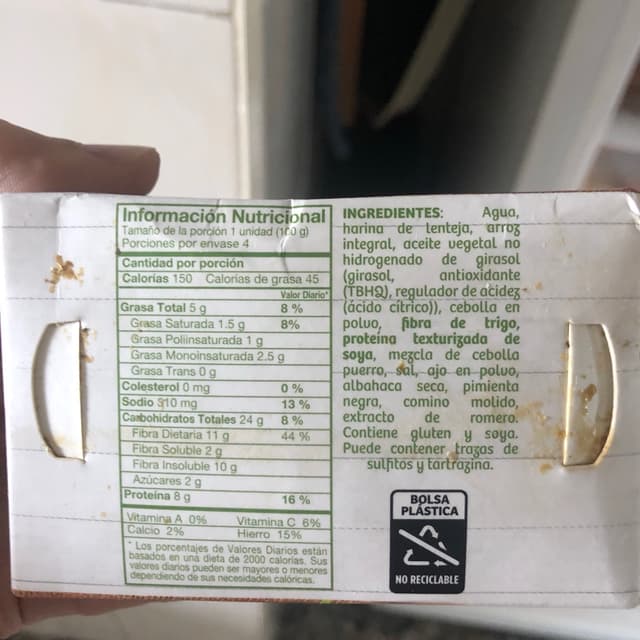 Información Nutricional
Tamaño de la porción 1 unidad (100 g)
Porciones por envase 4
Cantidad por porción
Calorías 150 Calorías de grasa 45
Valor Diario*
Grasa Total 5 g 8 %
Grasa Saturada 1.5 g 8%
Grasa Poliinsaturada 1 g
Grasa Monoinsaturada 2.5 g
Grasa Trans 0 g
Colesterol 0 mg 0 %
Sodio 310 mg 13 %
Carbohidratos Totales 24 g 8 %
Fibra Dietaria 11 g 44 %
Fibra Soluble 2 g
Fibra Insoluble 10 g
Azúcares 2 g
Proteína 8 g 16 %
Vitamina A 0% Vitamina C 6%
Calcio 2% Hierro 15%
* Los porcentajes de Valores Diarios están
basados en una dieta de 2000 calorías. Sus
valores diarios pueden ser mayores o menores
dependiendo de sus necesidades calóricas.
INGREDIENTES: Agua,
harina de lenteja, arroz
integral, aceite vegetal no
hidrogenado de girasol
(girasol, antioxidante
(TBHQ), regulador de acidez
(ácido cítrico)), cebolla en
polvo, fibra de trigo,
proteína texturizada de
soya, mezcla de cebolla
puerro, sal, ajo en polvo,
albahaca seca, pimienta
negra, comino molido,
extracto de romero.
Contiene gluten y soya.
Puede contener trazas de
sulfitos y tartrazina.
BOLSA
PLÁSTICA
NO RECICLABLE